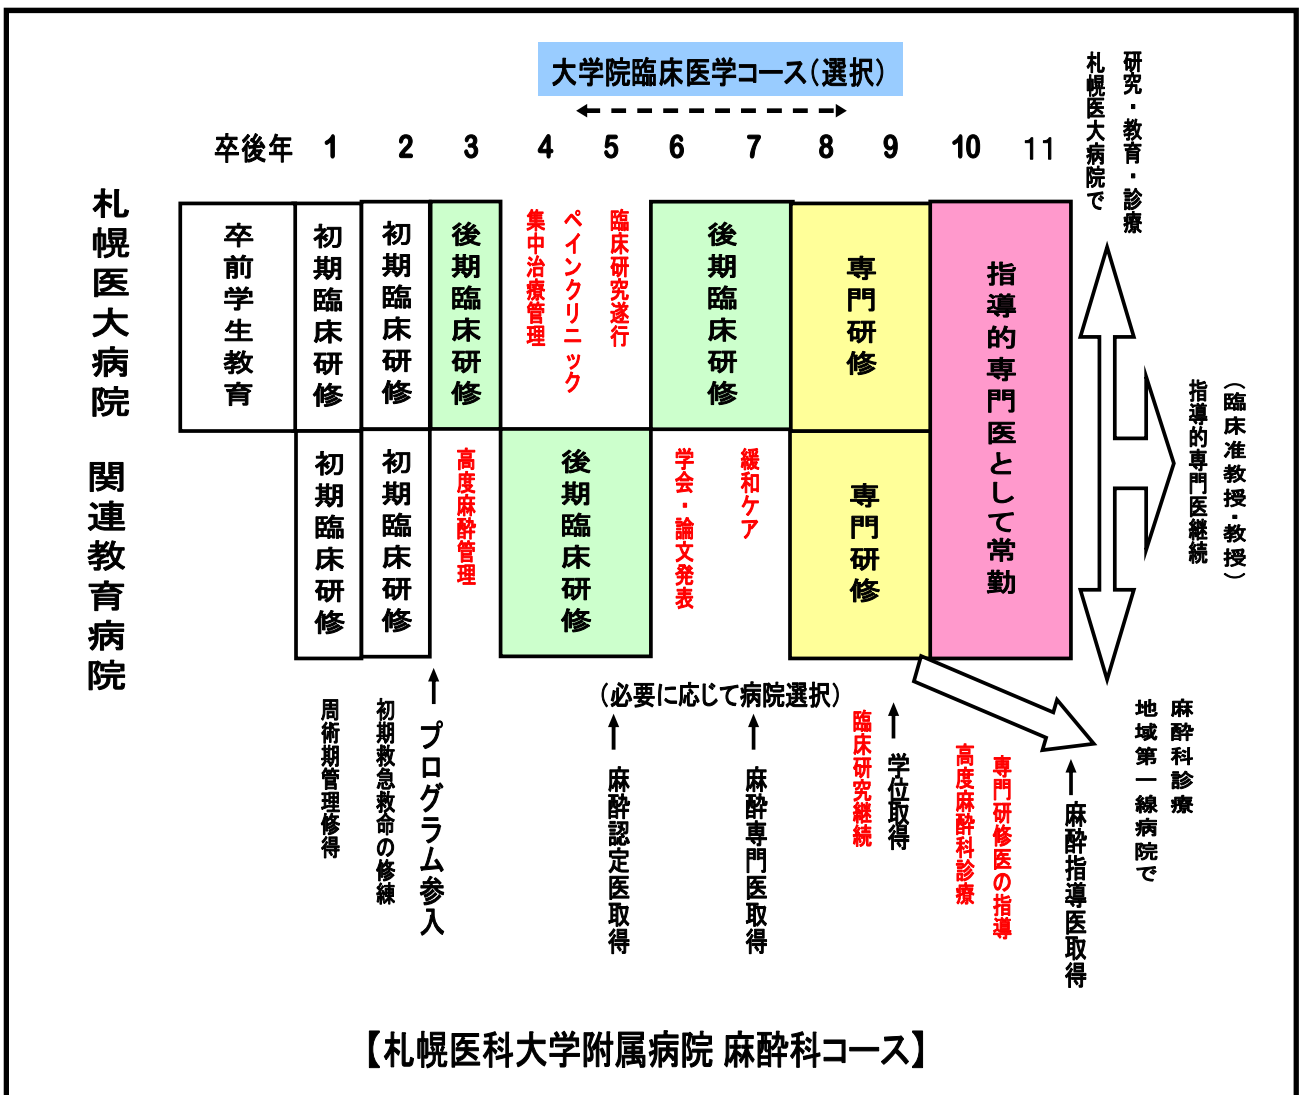 大学院臨床医学コース(選択)
卒後年 1 2 3 4 5 6 7 8 9 10 11
札幌医大病院
関連教育病院
卒前学生教育
初期臨床研修
初期臨床研修
後期臨床研修
集中治療管理
ペインクリニック
臨床研究遂行
後期臨床研修
専門研修
指導的専門医として常勤
初期臨床研修
初期臨床研修
高度麻酔管理
後期臨床研修
学会・論文発表
緩和ケア
専門研修
研究・教育・診療
札幌医大病院で
(臨床准教授・教授)
指導的専門医継続
麻酔科診療
地域第一線病院で
(必要に応じて病院選択)
周術期管理修得
初期救急救命の修練
プログラム参入
麻酔認定医取得
麻酔専門医取得
臨床研究継続
学位取得
高度麻酔科診療
専門研修医の指導
麻酔指導医取得
【札幌医科大学附属病院 麻酔科コース】